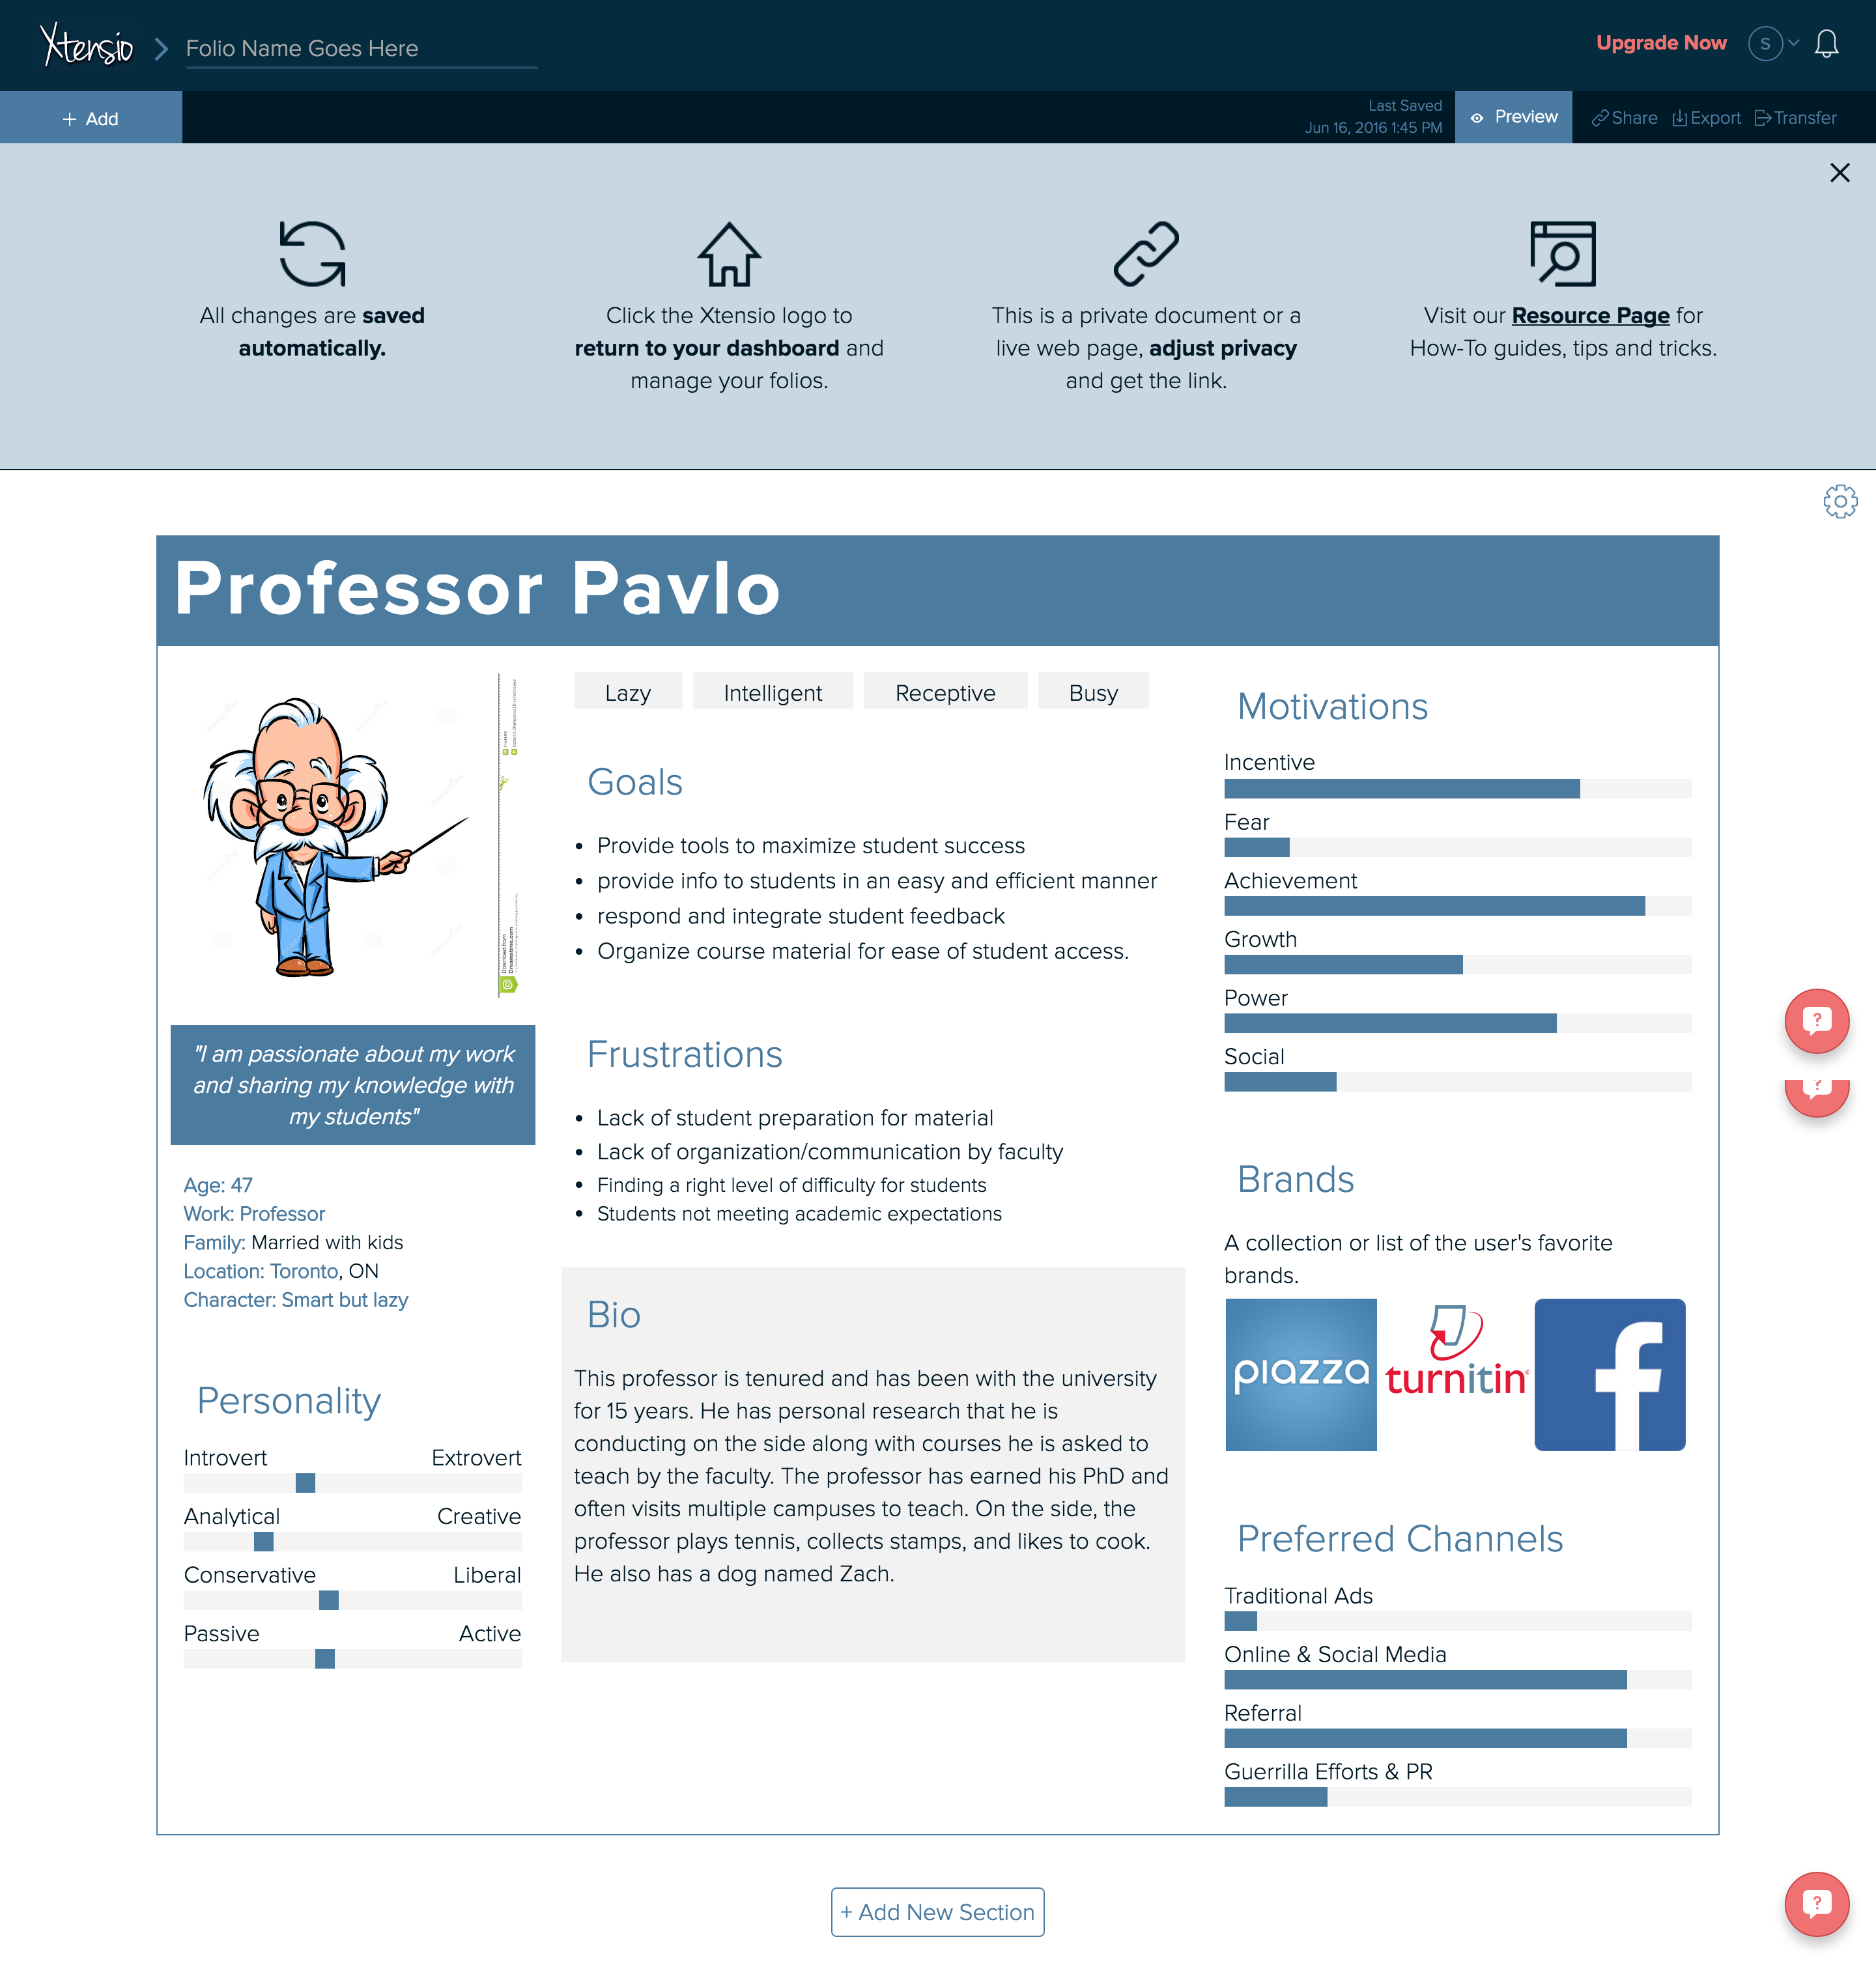 Xtensio
Folio Name Goes Here
Upgrade Now
S
+ Add
Last Saved
Jun 16, 2016 1:45 PM
Preview
Share
Export
Transfer
All changes are saved
automatically.
Click the Xtensio logo to
return to your dashboard and
manage your folios.
This is a private document or a
live web page, adjust privacy
and get the link.
Visit our Resource Page for
How-To guides, tips and tricks.
Professor Pavlo
Download from
Dreamstime.com
"I am passionate about my work
and sharing my knowledge with
my students"
Age: 47
Work: Professor
Family: Married with kids
Location: Toronto, ON
Character: Smart but lazy
Personality
Introvert Extrovert
Analytical Creative
Conservative Liberal
Passive Active
Lazy
Intelligent
Receptive
Busy
Goals
• Provide tools to maximize student success
• provide info to students in an easy and efficient manner
• respond and integrate student feedback
• Organize course material for ease of student access.
Frustrations
• Lack of student preparation for material
• Lack of organization/communication by faculty
• Finding a right level of difficulty for students
• Students not meeting academic expectations
Bio
This professor is tenured and has been with the university
for 15 years. He has personal research that he is
conducting on the side along with courses he is asked to
teach by the faculty. The professor has earned his PhD and
often visits multiple campuses to teach. On the side, the
professor plays tennis, collects stamps, and likes to cook.
He also has a dog named Zach.
Motivations
Incentive
Fear
Achievement
Growth
Power
Social
Brands
A collection or list of the user's favorite
brands.
piazza
turnitin
f
Preferred Channels
Traditional Ads
Online & Social Media
Referral
Guerrilla Efforts & PR
+ Add New Section
?
?
?